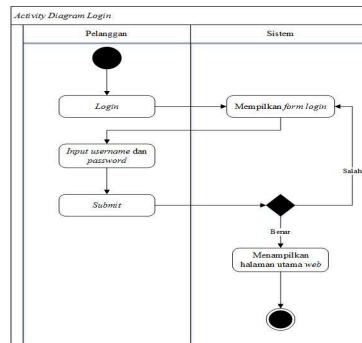 Activity Diagram Login
Pelanggan
Sistem
Login
Mempilkan form login
Input username dan
password
Salah
Submit
Benar
Menampilkan
halaman utama web